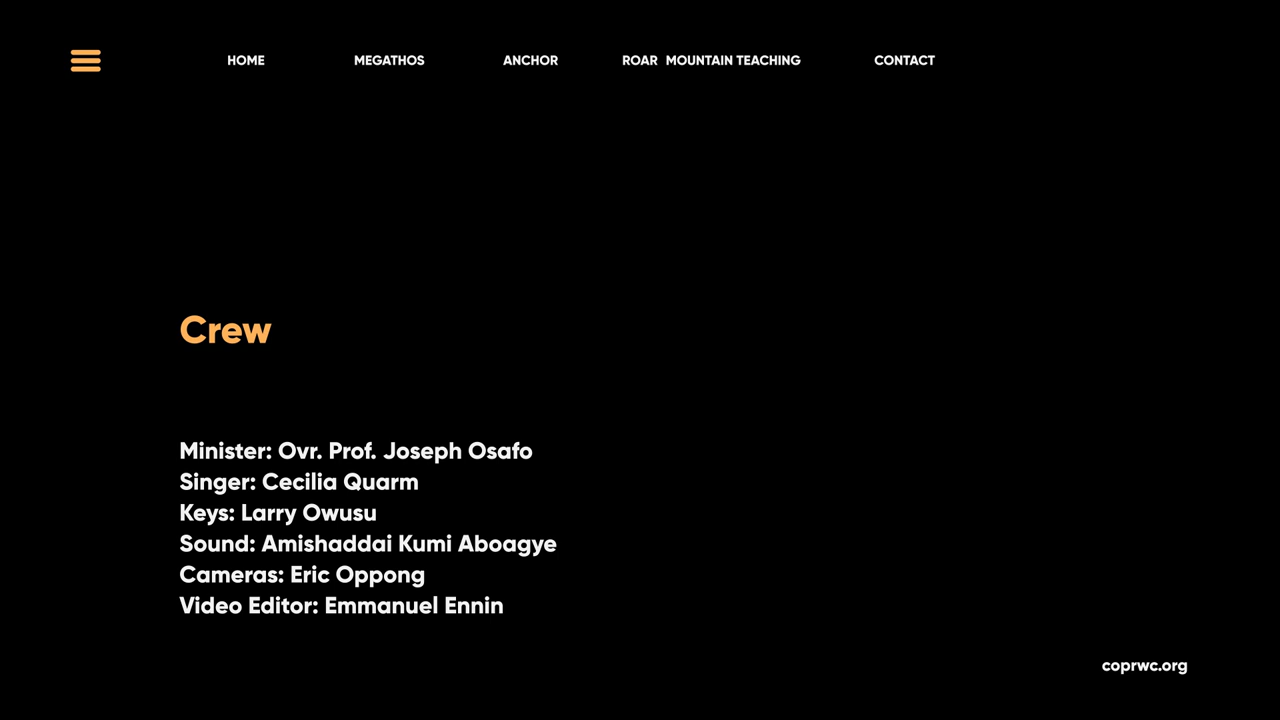 HOME MEGATHOS ANCHOR ROAR MOUNTAIN TEACHING CONTACT
Crew
Minister: Ovr. Prof. Joseph Osafo
Singer: Cecilia Quarm
Keys: Larry Owusu
Sound: Amishaddai Kumi Aboagye
Cameras: Eric Oppong
Video Editor: Emmanuel Ennin
coprwc.org